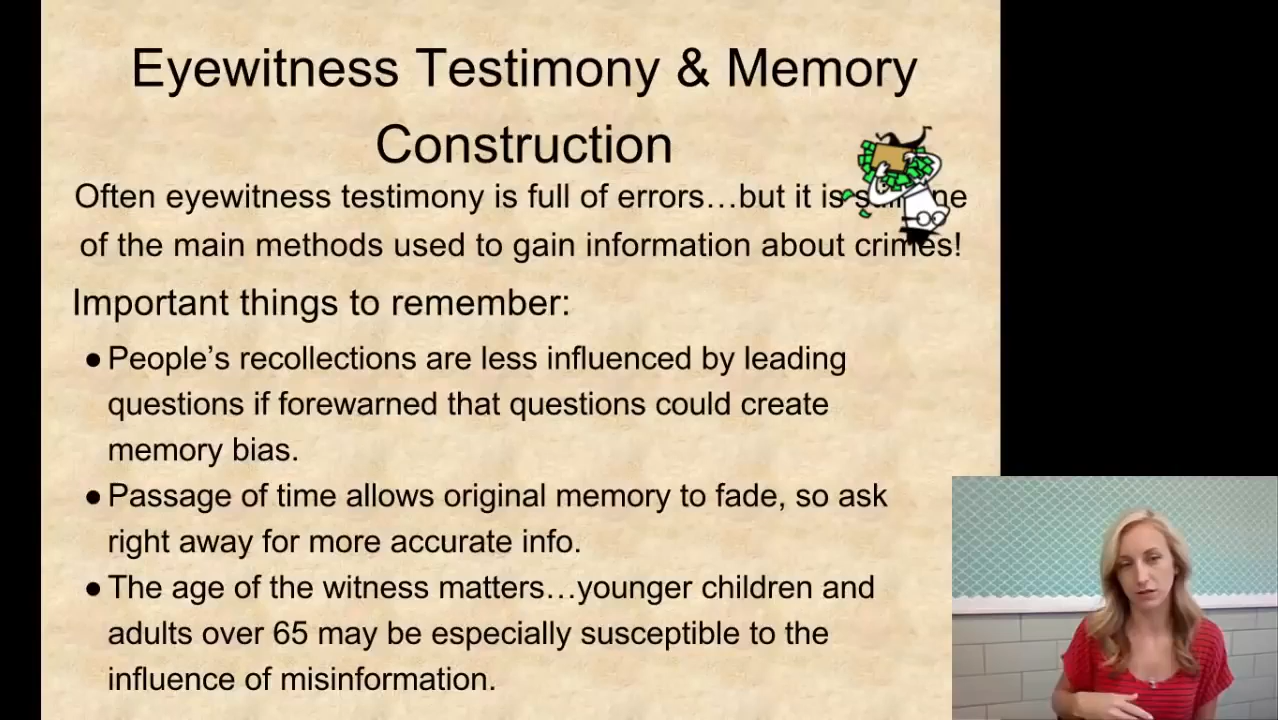 Eyewitness Testimony & Memory
Construction
Often eyewitness testimony is full of errors…but it is
of the main methods used to gain information about crimes!
Important things to remember:
● People’s recollections are less influenced by leading
questions if forewarned that questions could create
memory bias.
● Passage of time allows original memory to fade, so ask
right away for more accurate info.
● The age of the witness matters…younger children and
adults over 65 may be especially susceptible to the
influence of misinformation.